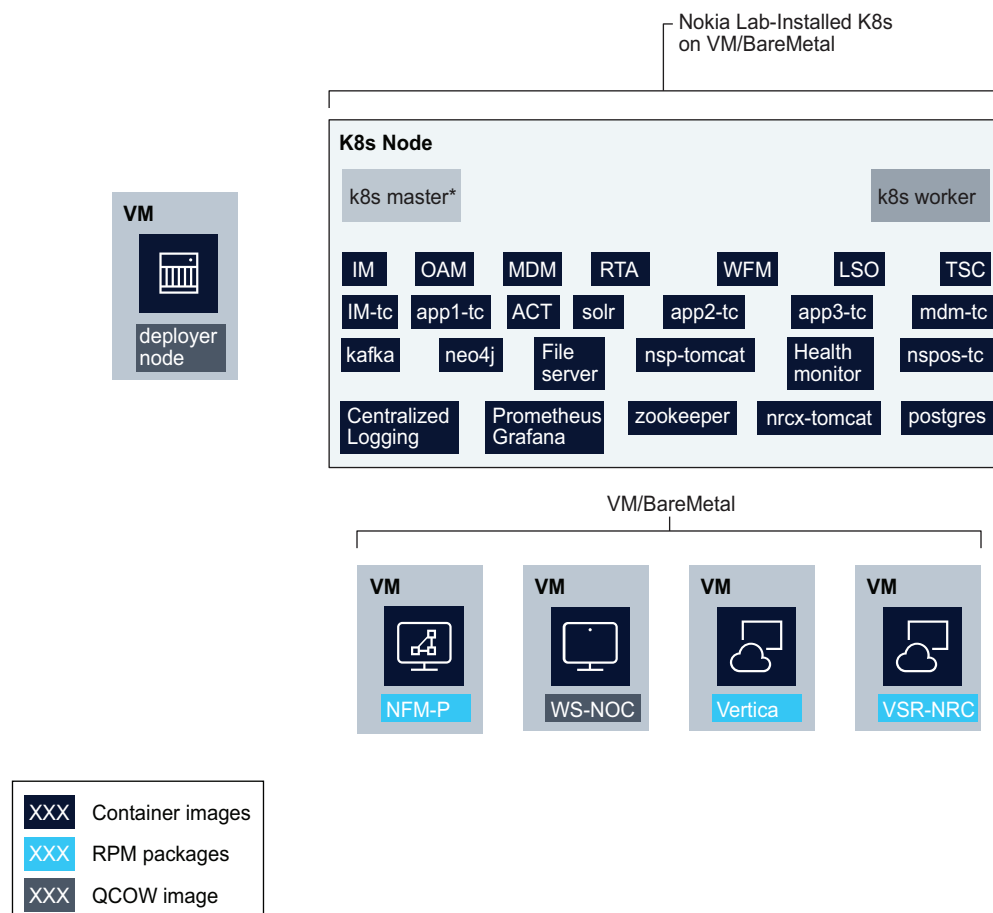 Nokia Lab-Installed K8s
on VM/BareMetal
K8s Node
k8s master*
k8s worker
VM
deployer
node
IM OAM MDM RTA WFM LSO TSC
IM-tc app1-tc ACT solr app2-tc app3-tc mdm-tc
kafka neo4j File
server nsp-tomcat Health
monitor nspos-tc
Centralized
Logging Prometheus
Grafana zookeeper nrcx-tomcat postgres
VM/BareMetal
VM VM VM VM
NFM-P WS-NOC Vertica VSR-NRC
XXX Container images
XXX RPM packages
XXX QCOW image